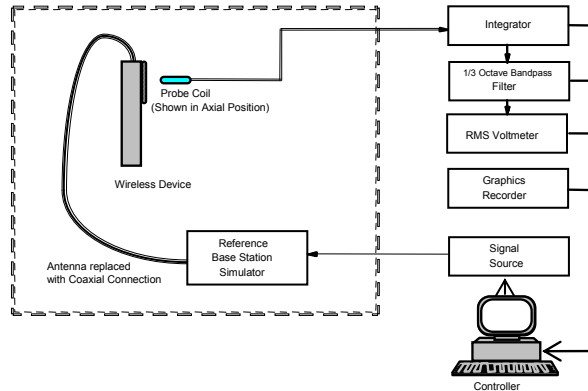 Integrator
Probe Coil
(Shown in Axial Position)
1/3 Octave Bandpass
Filter
RMS Voltmeter
Wireless Device
Graphics
Recorder
Reference
Base Station
Simulator
Signal
Source
Antenna replaced
with Coaxial Connection
Controller